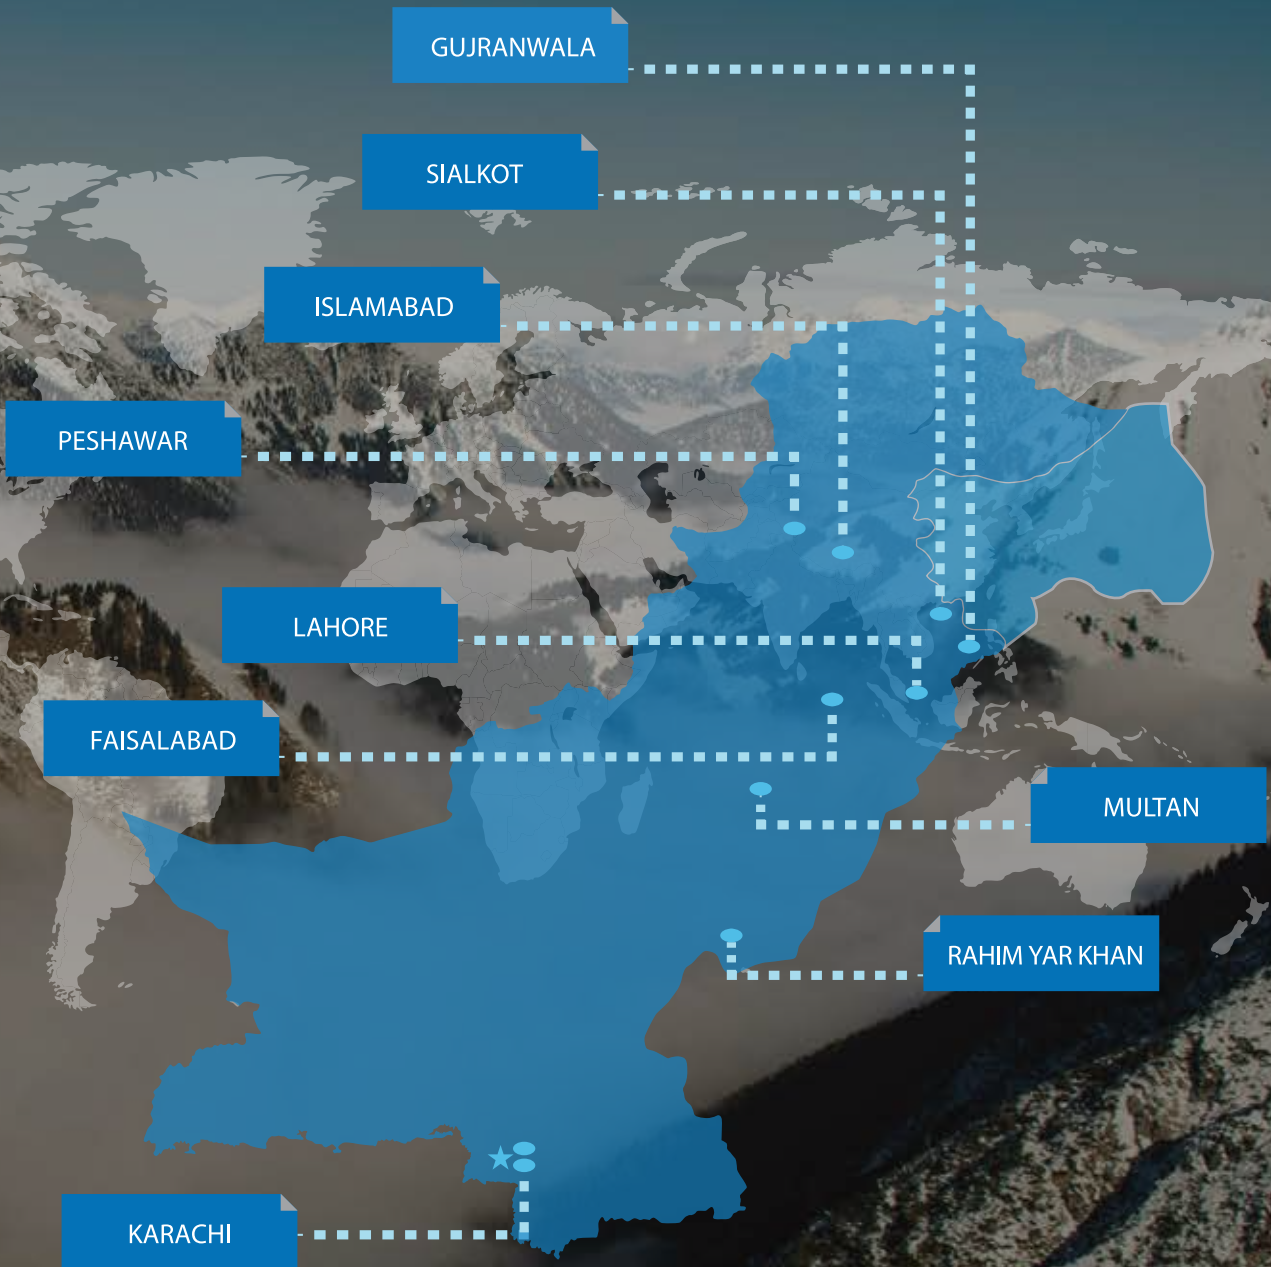 GUJRANWALA
SIALKOT
ISLAMABAD
PESHAWAR
LAHORE
FAISALABAD
MULTAN
RAHIM YAR KHAN
KARACHI